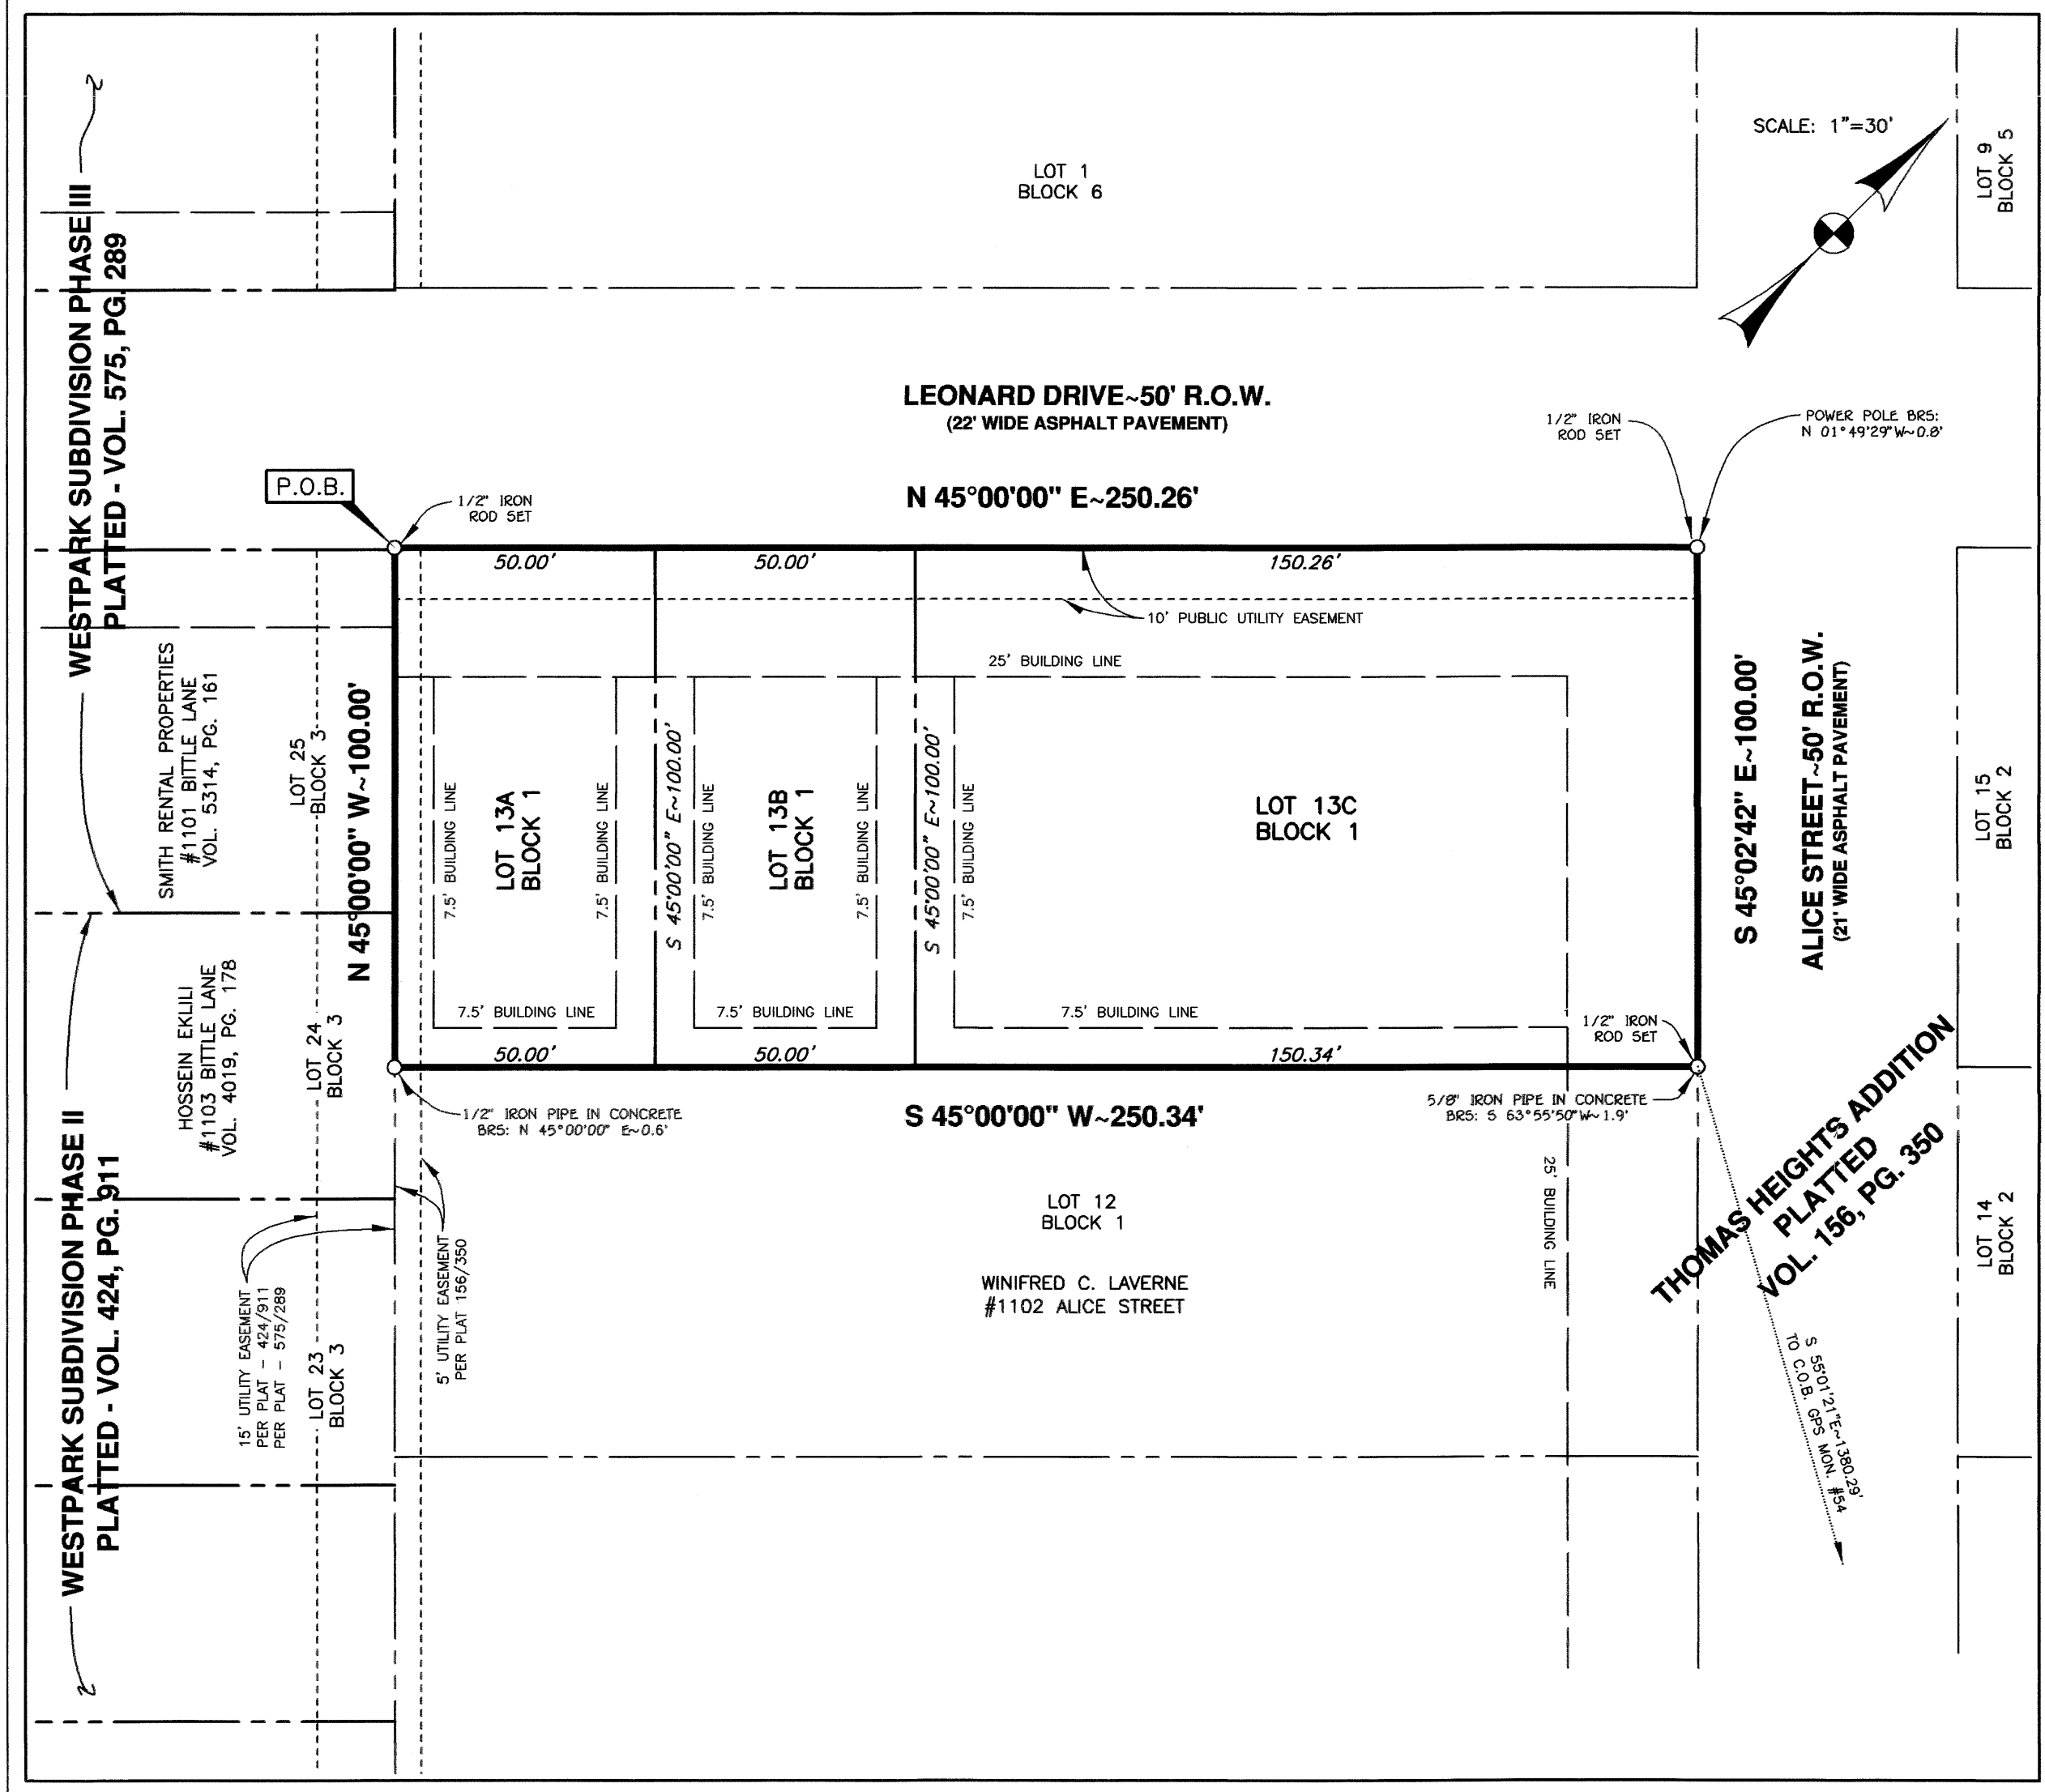 SCALE: 1"=30'
LOT 9
BLOCK 5
LOT 1
BLOCK 6
WESTPARK SUBDIVISION PHASE III
PLATTED - VOL. 575, PG. 289
LEONARD DRIVE~50' R.O.W.
(22' WIDE ASPHALT PAVEMENT)
1/2" IRON
ROD SET
POWER POLE BRS:
N 01°49'29"W~0.8'
P.O.B.
1/2" IRON
ROD SET
N 45°00'00" E~250.26'
50.00'
50.00'
150.26'
10' PUBLIC UTILITY EASEMENT
25' BUILDING LINE
SMITH RENTAL PROPERTIES
#1101 BITTLE LANE
VOL. 5314, PG. 161
LOT 25
BLOCK 3
N 45°00'00" W~100.00'
7.5' BUILDING LINE
LOT 13A
BLOCK 1
7.5' BUILDING LINE
S 45°00'00" E~100.00'
7.5' BUILDING LINE
LOT 13B
BLOCK 1
7.5' BUILDING LINE
S 45°00'00" E~100.00'
7.5' BUILDING LINE
LOT 13C
BLOCK 1
S 45°02'42" E~100.00'
ALICE STREET~50' R.O.W.
(21' WIDE ASPHALT PAVEMENT)
LOT 15
BLOCK 2
HOSSEIN EKLILI
#1103 BITTLE LANE
VOL. 4019, PG. 178
LOT 24
BLOCK 3
7.5' BUILDING LINE
7.5' BUILDING LINE
7.5' BUILDING LINE
1/2" IRON
ROD SET
50.00'
50.00'
150.34'
1/2" IRON PIPE IN CONCRETE
BRS: N 45°00'00" E~0.6'
S 45°00'00" W~250.34'
5/8" IRON PIPE IN CONCRETE
BRS: S 63°55'50"W~1.9'
THOMAS HEIGHTS ADDITION
PLATTED
VOL. 156, PG. 350
WESTPARK SUBDIVISION PHASE II
PLATTED - VOL. 424, PG. 911
15' UTILITY EASEMENT
PER PLAT - 424/911
PER PLAT - 575/289
LOT 23
BLOCK 3
5' UTILITY EASEMENT
PER PLAT 156/350
LOT 12
BLOCK 1
WINIFRED C. LAVERNE
#1102 ALICE STREET
25' BUILDING LINE
LOT 14
BLOCK 2
S 55°01'21"E~1380.29'
TO C.O.B. GPS MON. #54